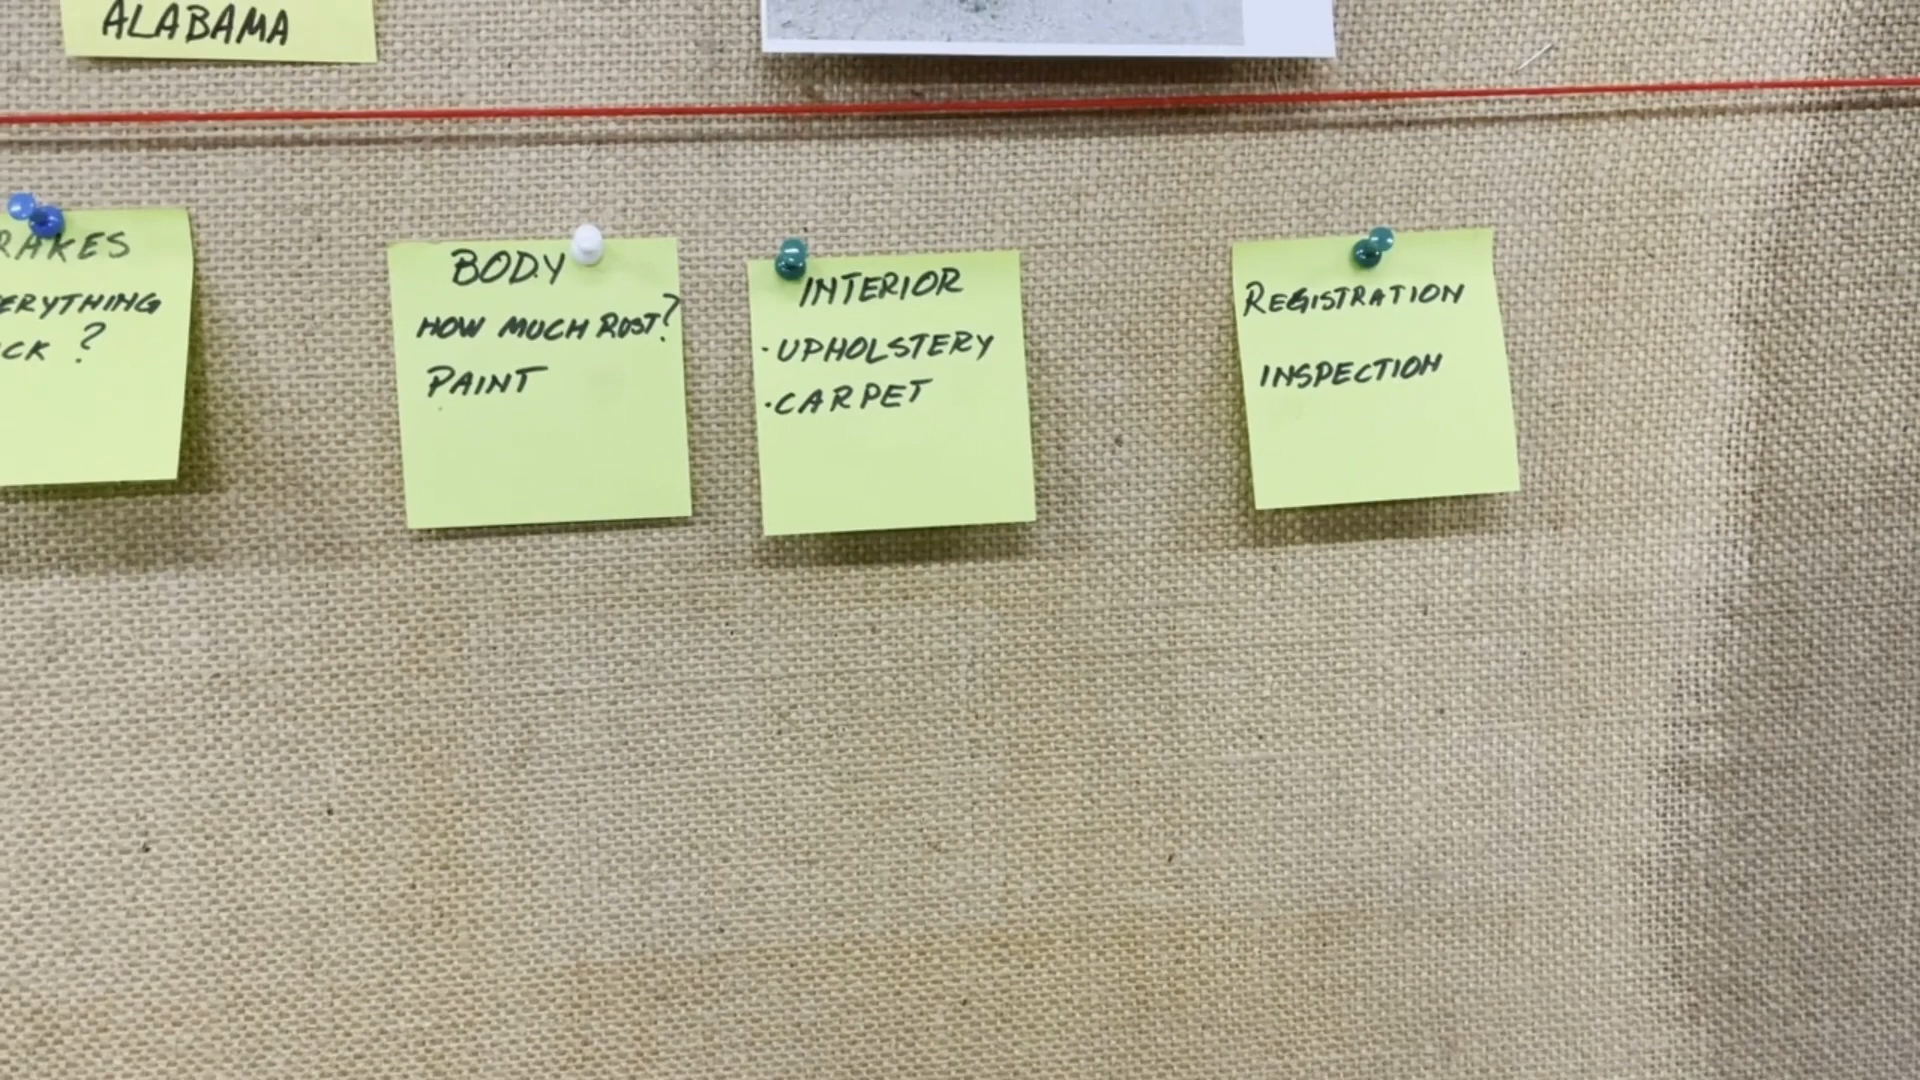 ALABAMA
RAKES
ERYTHING
CK ?
BODY
HOW MUCH RUST?
PAINT
INTERIOR
·UPHOLSTERY
·CARPET
REGISTRATION
INSPECTION